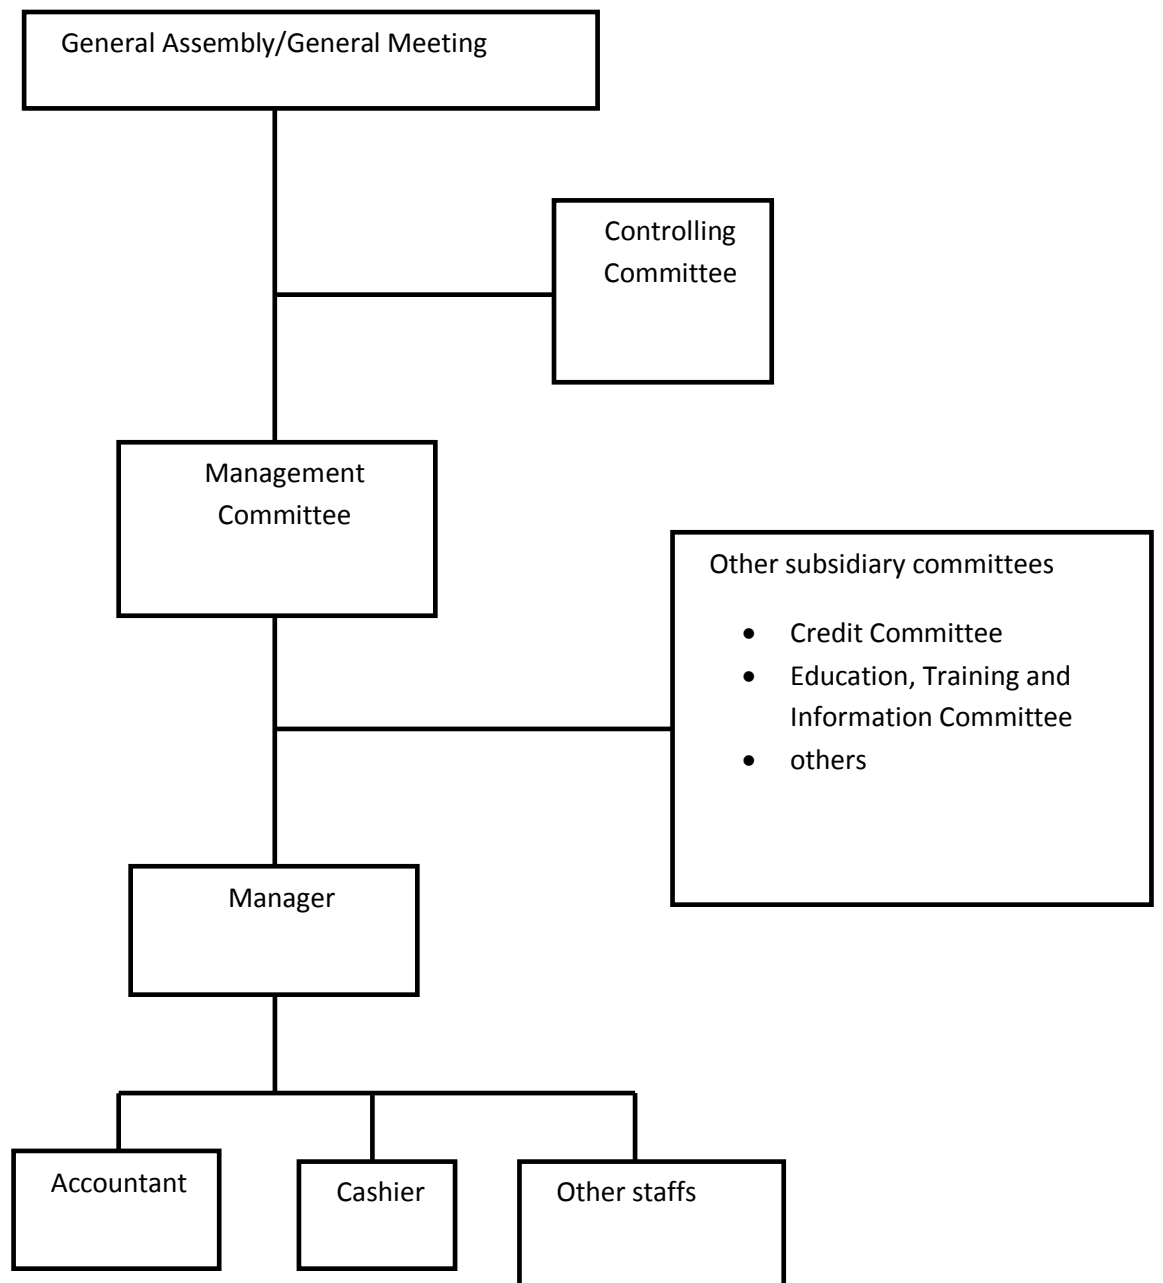 General Assembly/General Meeting
Controlling
Committee
Management
Committee
Other subsidiary committees
• Credit Committee
• Education, Training and
Information Committee
• others
Manager
Accountant
Cashier
Other staffs